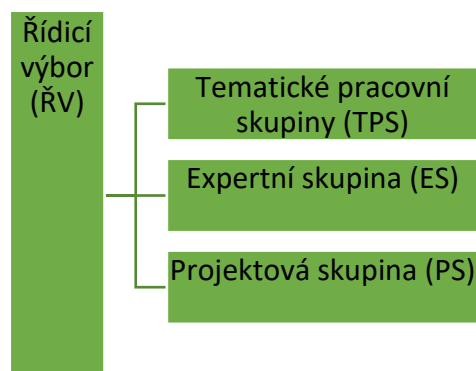 Řídicí
výbor
(ŘV)
Tematické pracovní
skupiny (TPS)
Expertní skupina (ES)
Projektová skupina (PS)